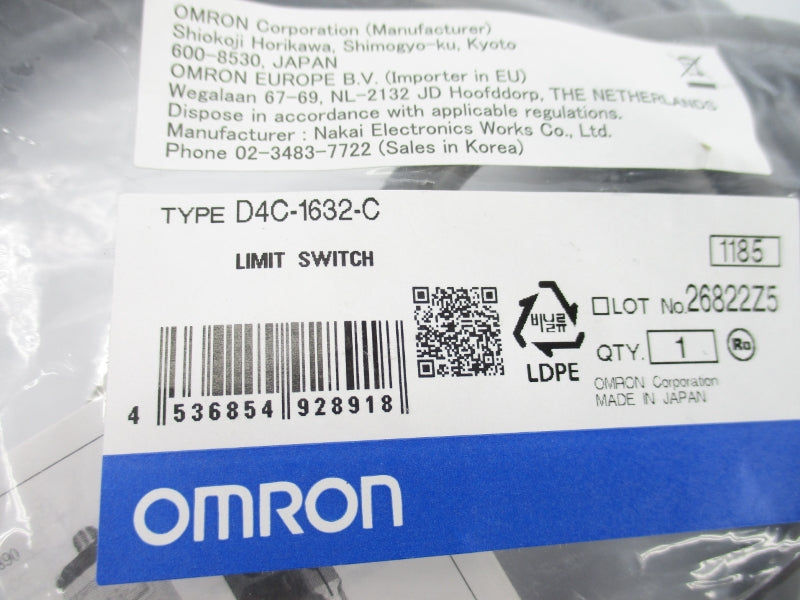 OMRON Corporation (Manufacturer)
Shiokoji Horikawa, Shimogyo-ku, Kyoto
600-8530, JAPAN
OMRON EUROPE B.V. (Importer in EU)
Wegalaan 67-69, NL-2132 JD Hoofddorp, THE NETHERLANDS
Dispose in accordance with applicable regulations.
Manufacturer : Nakai Electronics Works Co., Ltd.
Phone 02-3483-7722 (Sales in Korea)
TYPE D4C-1632-C
LIMIT SWITCH
1185
비닐류
LDPE
LOT No.26822Z5
QTY. 1
Ro
OMRON Corporation
MADE IN JAPAN
4 536854 928918
OMRON